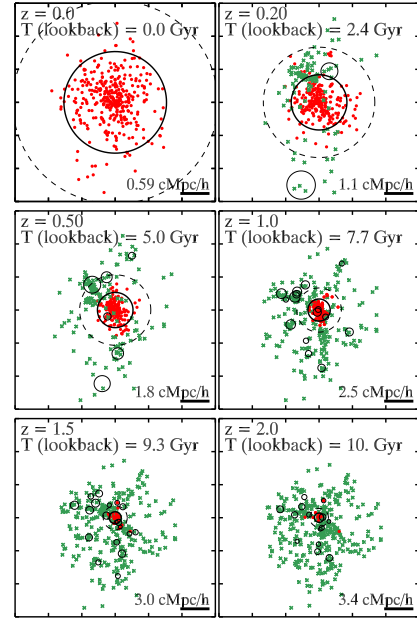 z = 0.0
T (lookback) = 0.0 Gyr
0.59 cMpc/h
z = 0.20
T (lookback) = 2.4 Gyr
1.1 cMpc/h
z = 0.50
T (lookback) = 5.0 Gyr
1.8 cMpc/h
z = 1.0
T (lookback) = 7.7 Gyr
2.5 cMpc/h
z = 1.5
T (lookback) = 9.3 Gyr
3.0 cMpc/h
z = 2.0
T (lookback) = 10. Gyr
3.4 cMpc/h